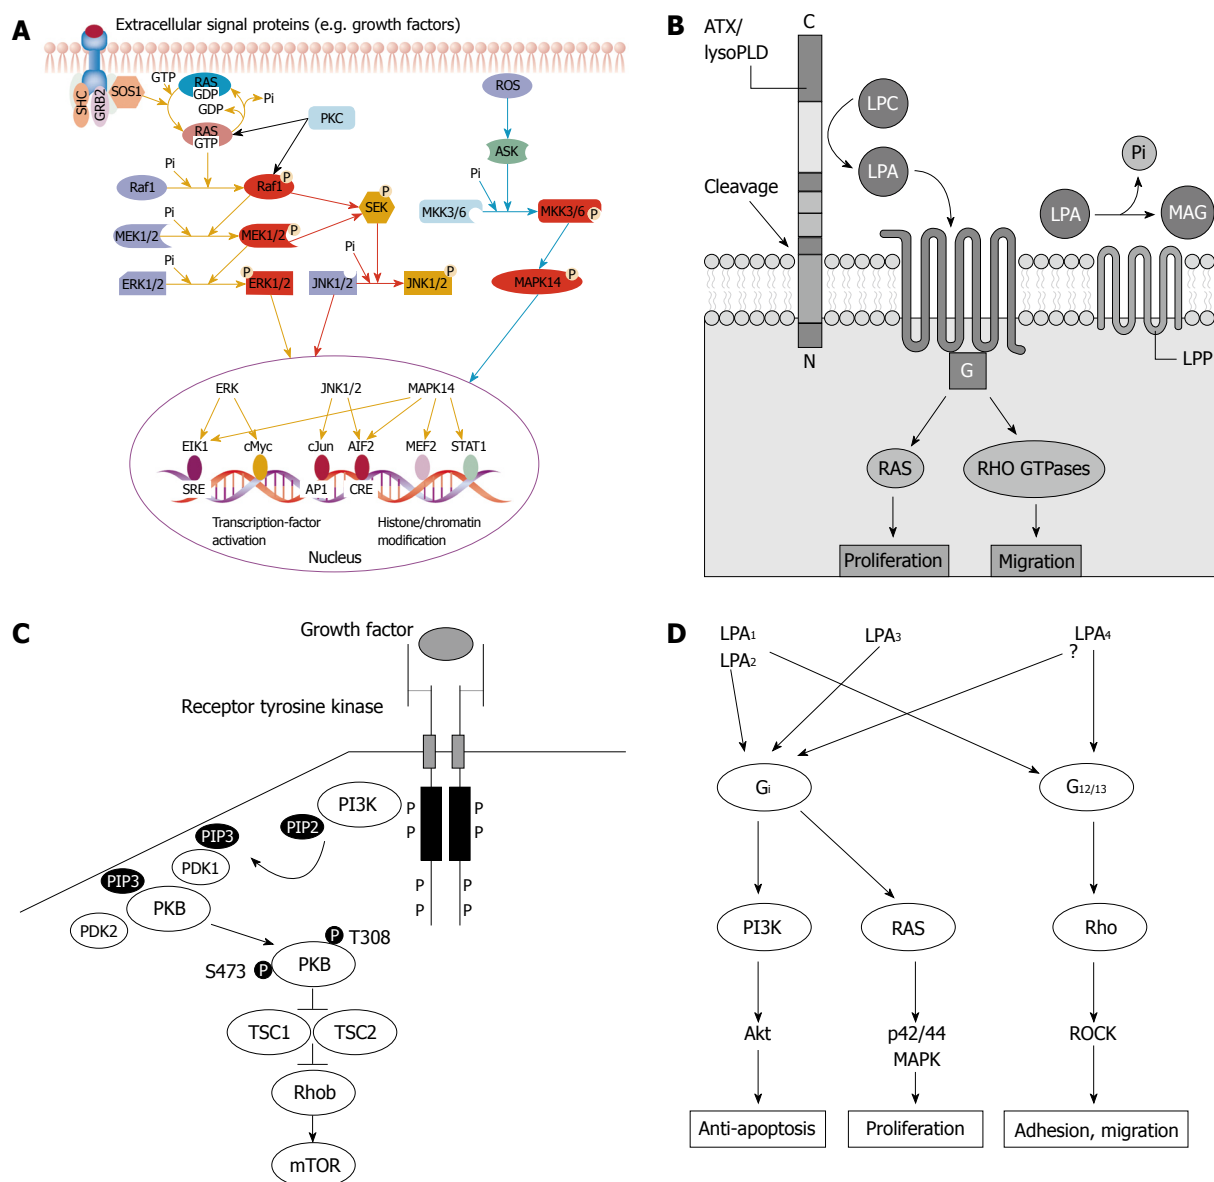 A
Extracellular signal proteins (e.g. growth factors)
SHC
GRB2
SOS1
GTP
RAS
GDP
GDP
Pi
RAS
GTP
PKC
ROS
ASK
Pi
Raf1
Raf1
P
SEK
P
Pi
MKK3/6
MKK3/6
P
Pi
MEK1/2
MEK1/2
P
Pi
ERK1/2
P
ERK1/2
Pi
JNK1/2
JNK1/2
P
MAPK14
P
ERK
JNK1/2
MAPK14
EIK1
cMyc
cJun
AIF2
MEF2
STAT1
SRE
AP1
CRE
Transcription-factor
activation
Histone/chromatin
modification
Nucleus
B
ATX/
lysoPLD
C
LPC
LPA
Cleavage
Pi
LPA
MAG
N
G
LPP
RAS
RHO GTPases
Proliferation
Migration
C
Growth factor
Receptor tyrosine kinase
PI3K
PIP2
PIP3
PDK1
PIP3
PKB
PDK2
P
P
P
P
P
P
P
P
P
T308
S473
P
PKB
TSC1
TSC2
Rhob
mTOR
D
LPA1
LPA2
LPA3
LPA4
?
Gi
G12/13
PI3K
RAS
Rho
Akt
p42/44
MAPK
ROCK
Anti-apoptosis
Proliferation
Adhesion, migration